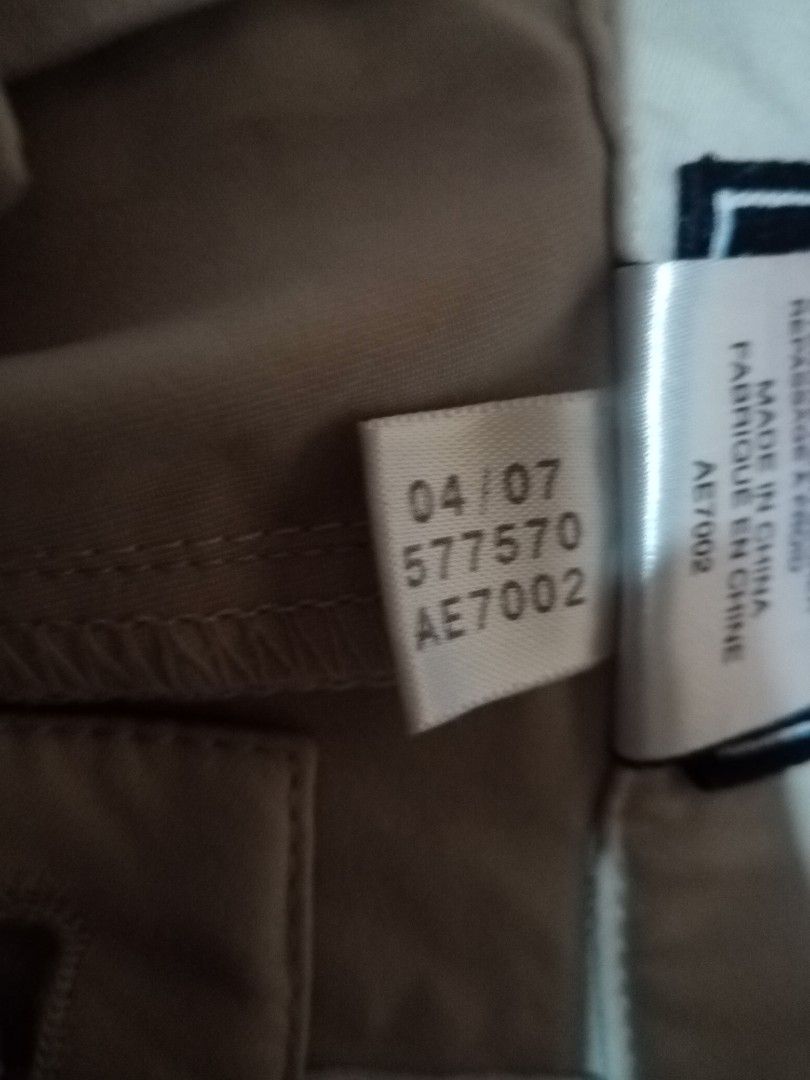 04/07
577570
AE7002
MADE IN CHINA
FABRIQUÉ EN CHINE
AE7002